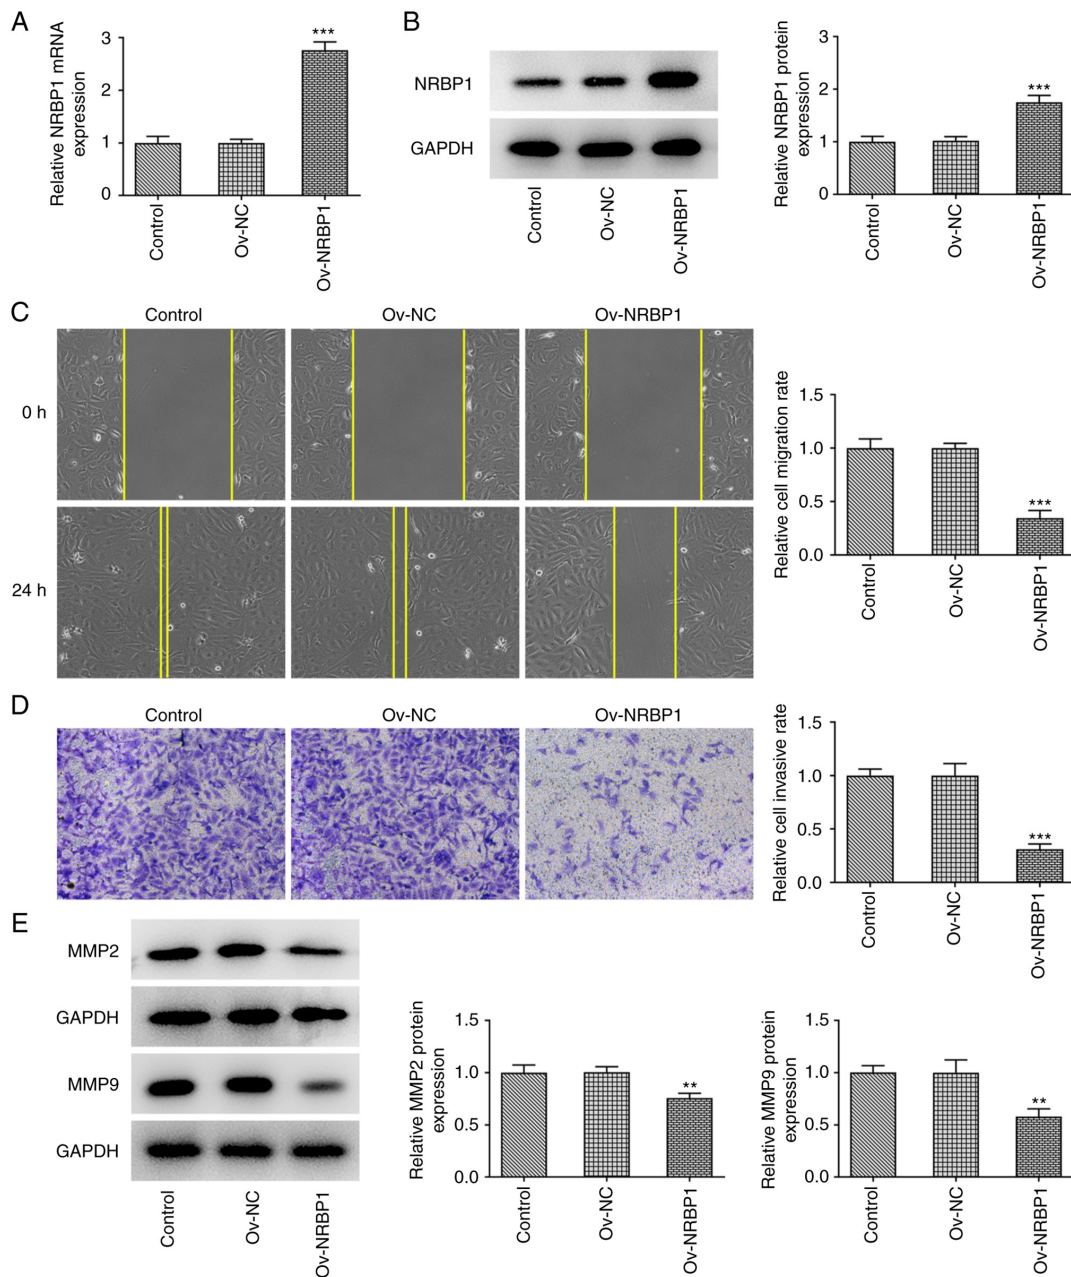 A
Relative NRBP1 mRNA
expression
3
2
1
0
***
Control
Ov-NC
Ov-NRBP1
B
NRBP1
GAPDH
Control
Ov-NC
Ov-NRBP1
Relative NRBP1 protein
expression
3
2
1
0
***
Control
Ov-NC
Ov-NRBP1
C
Control
Ov-NC
Ov-NRBP1
0 h
24 h
Relative cell migration rate
1.5
1.0
0.5
0.0
***
Control
Ov-NC
Ov-NRBP1
D
Control
Ov-NC
Ov-NRBP1
Relative cell invasive rate
1.5
1.0
0.5
0.0
***
Control
Ov-NC
Ov-NRBP1
E
MMP2
GAPDH
MMP9
GAPDH
Control
Ov-NC
Ov-NRBP1
Relative MMP2 protein
expression
1.5
1.0
0.5
0.0
**
Control
Ov-NC
Ov-NRBP1
Relative MMP9 protein
expression
1.5
1.0
0.5
0.0
**
Control
Ov-NC
Ov-NRBP1